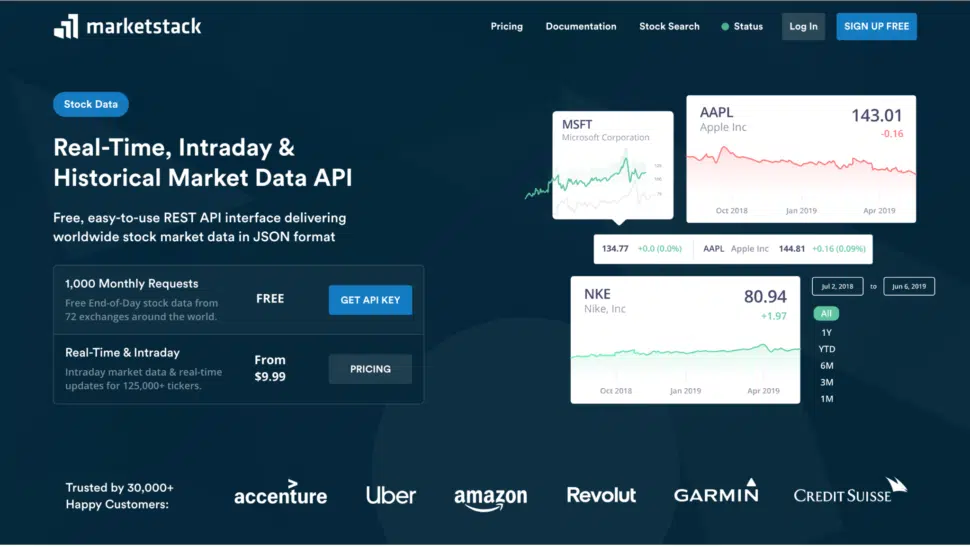 marketstack
Pricing
Documentation
Stock Search
Status
Log In
SIGN UP FREE
Stock Data
Real-Time, Intraday &
Historical Market Data API
Free, easy-to-use REST API interface delivering
worldwide stock market data in JSON format
1,000 Monthly Requests
Free End-of-Day stock data from
72 exchanges around the world.
FREE
GET API KEY
Real-Time & Intraday
Intraday market data & real-time
updates for 125,000+ tickers.
From
$9.99
PRICING
MSFT
Microsoft Corporation
AAPL
Apple Inc
143.01
-0.16
Oct 2018
Jan 2019
Apr 2019
134.77 +0.0 (0.0%)
AAPL Apple Inc 144.81 +0.16 (0.09%)
NKE
Nike, Inc
80.94
+1.97
Oct 2018
Jan 2019
Apr 2019
Jul 2, 2018 to Jun 6, 2019
All
1Y
YTD
6M
3M
1M
Trusted by 30,000+
Happy Customers:
accenture
Uber
amazon
Revolut
GARMIN
CREDIT SUISSE